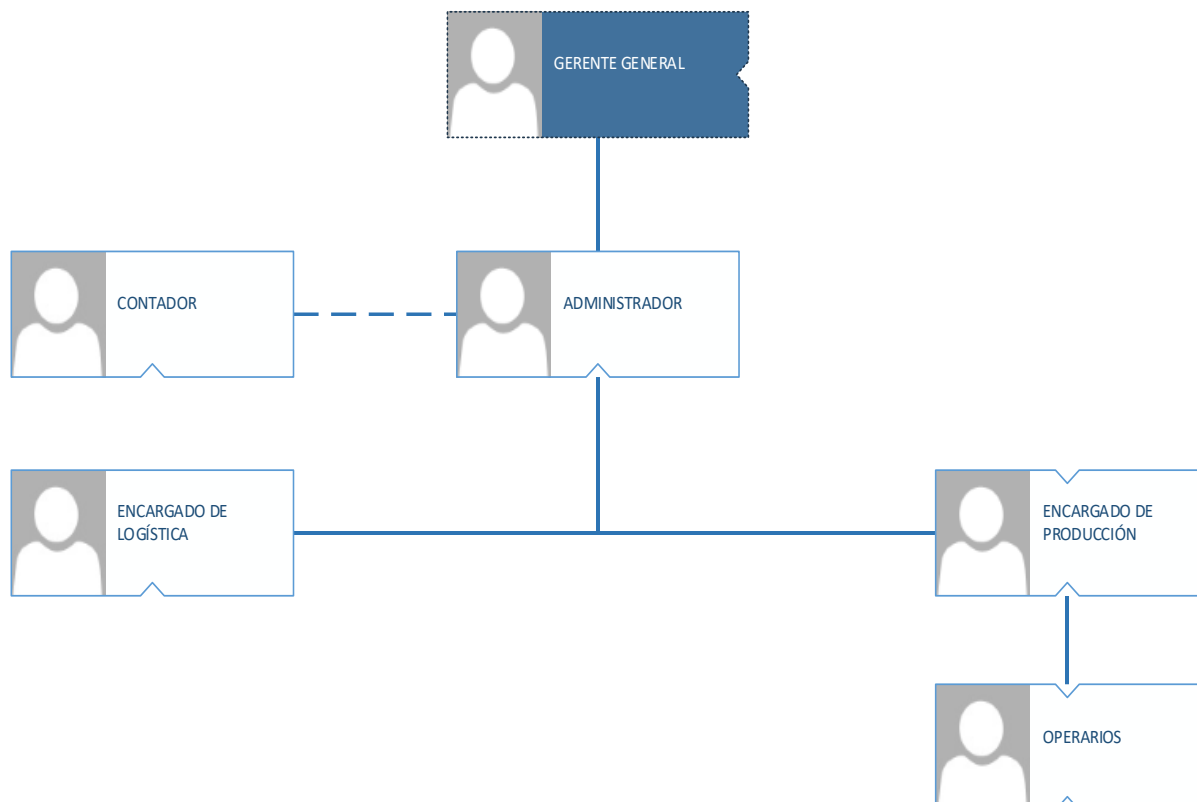 GERENTE GENERAL
CONTADOR
ADMINISTRADOR
ENCARGADO DE
LOGÍSTICA
ENCARGADO DE
PRODUCCIÓN
OPERARIOS